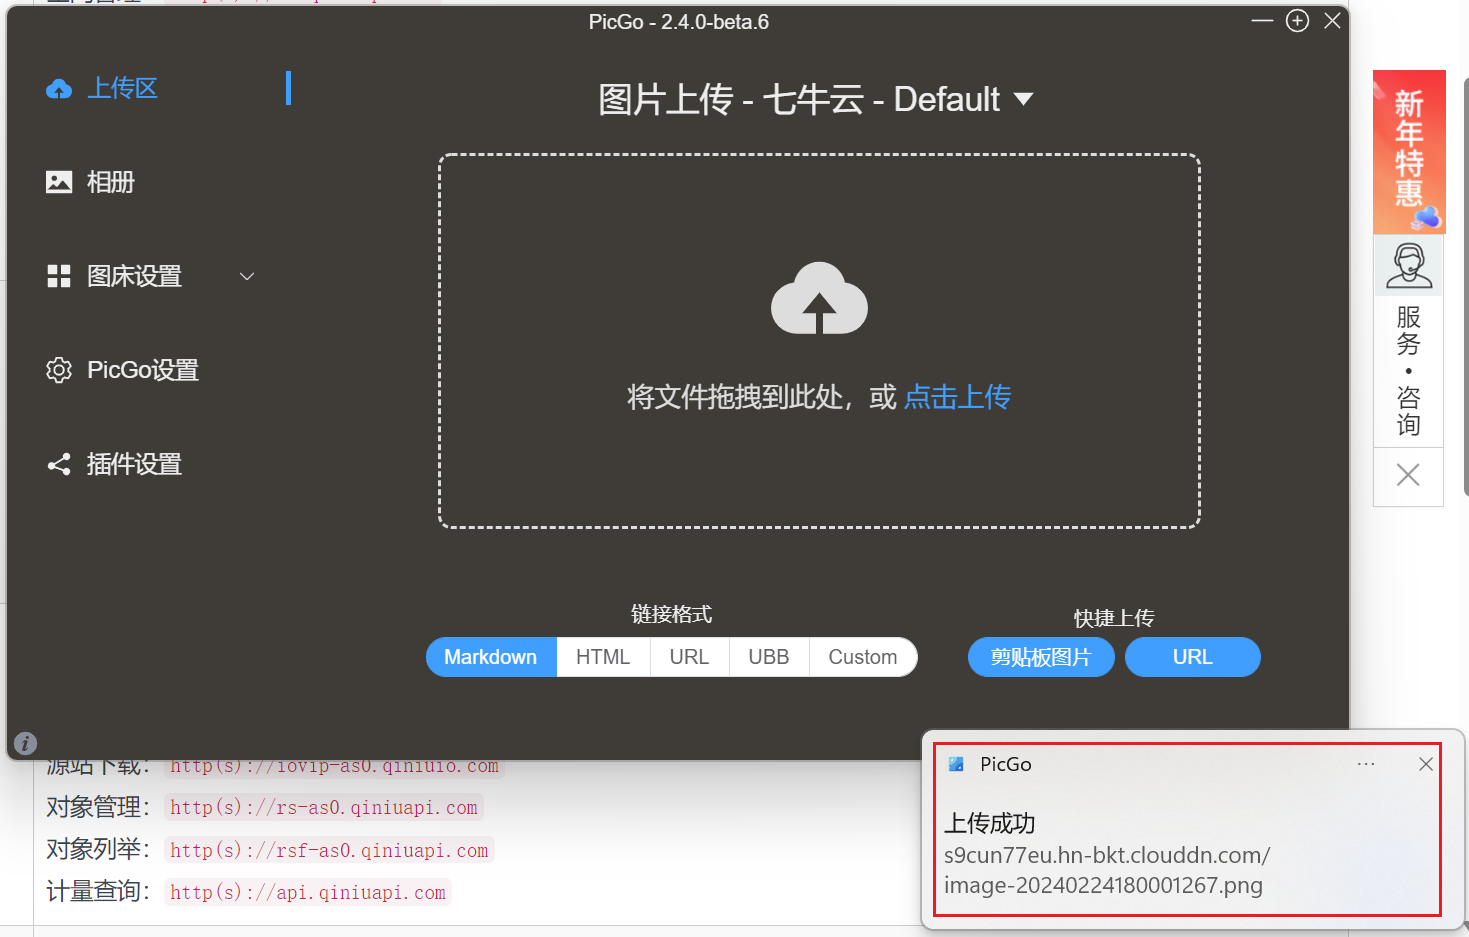 PicGo - 2.4.0-beta.6
上传区
相册
图床设置
PicGo设置
插件设置
图片上传 - 七牛云 - Default
将文件拖拽到此处，或 点击上传
链接格式
Markdown HTML URL UBB Custom
快捷上传
剪贴板图片 URL
源站下载： http(s)://iovip-as0.qiniuio.com
对象管理： http(s)://rs-as0.qiniuapi.com
对象列举： http(s)://rsf-as0.qiniuapi.com
计量查询： http(s)://api.qiniuapi.com
新年特惠
服务・咨询
PicGo
上传成功
s9cun77eu.hn-bkt.clouddn.com/
image-20240224180001267.png